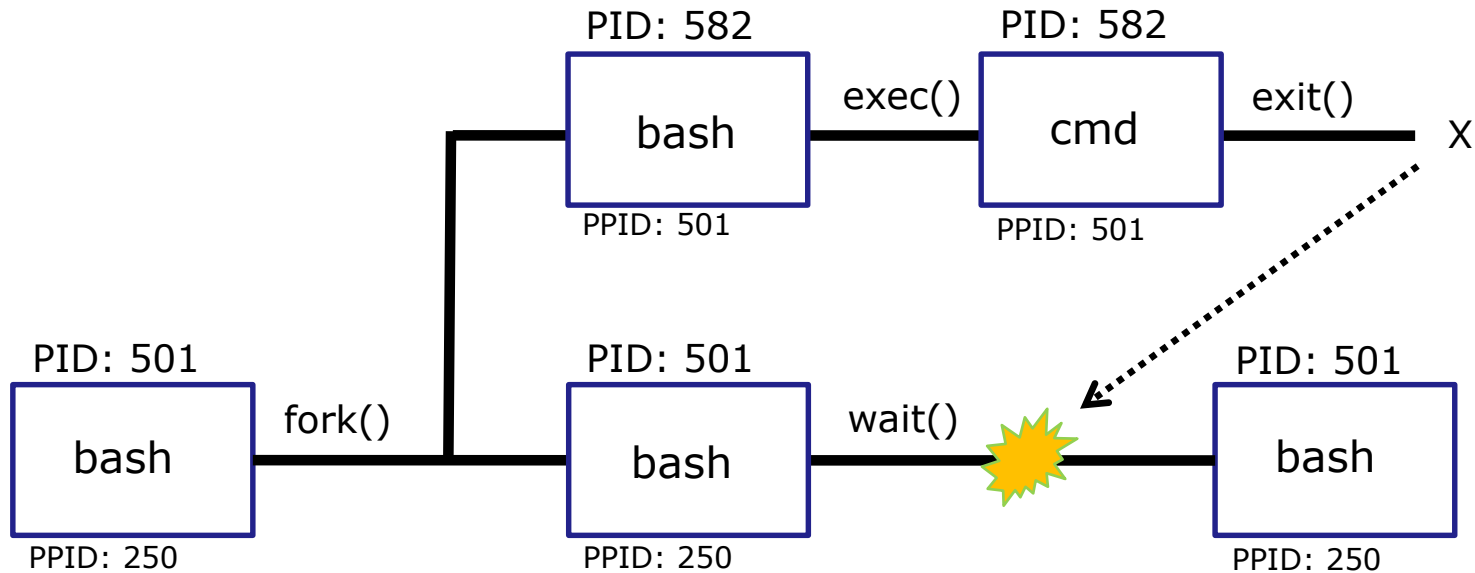 PID: 582
PID: 582
exec()
exit()
bash
cmd
X
PPID: 501
PPID: 501
PID: 501
PID: 501
PID: 501
fork()
wait()
bash
bash
bash
PPID: 250
PPID: 250
PPID: 250